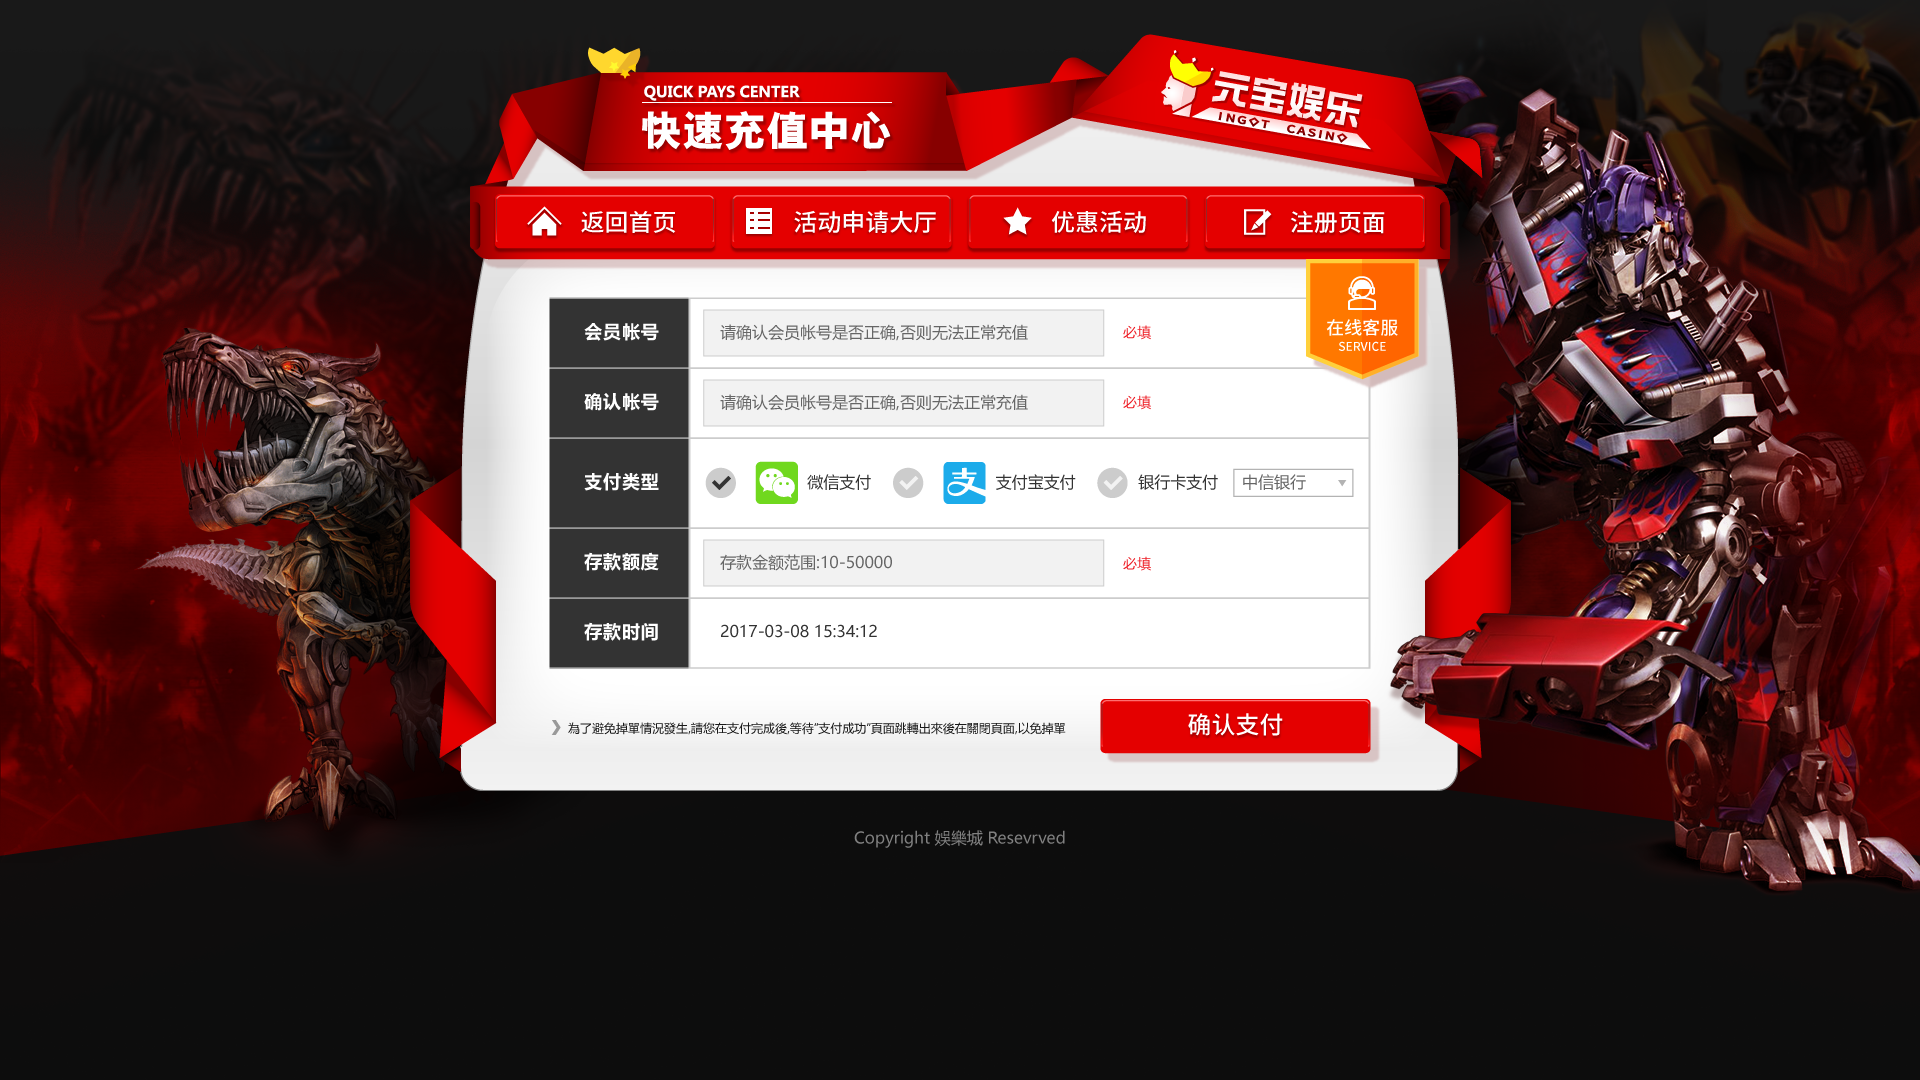 QUICK PAYS CENTER
快速充值中心
元宝娱乐
INGOT CASINO
返回首页
活动申请大厅
优惠活动
注册页面
在线客服
SERVICE
会员帐号 请确认会员帐号是否正确,否则无法正常充值 必填
确认帐号 请确认会员帐号是否正确,否则无法正常充值 必填
支付类型 微信支付 支付宝支付 银行卡支付 中信银行
存款额度 存款金额范围:10-50000 必填
存款时间 2017-03-08 15:34:12
為了避免掉單情況發生,請您在支付完成後,等待"支付成功"頁面跳轉出來後在關閉頁面,以免掉單
确认支付
Copyright 娛樂城 Resevrved